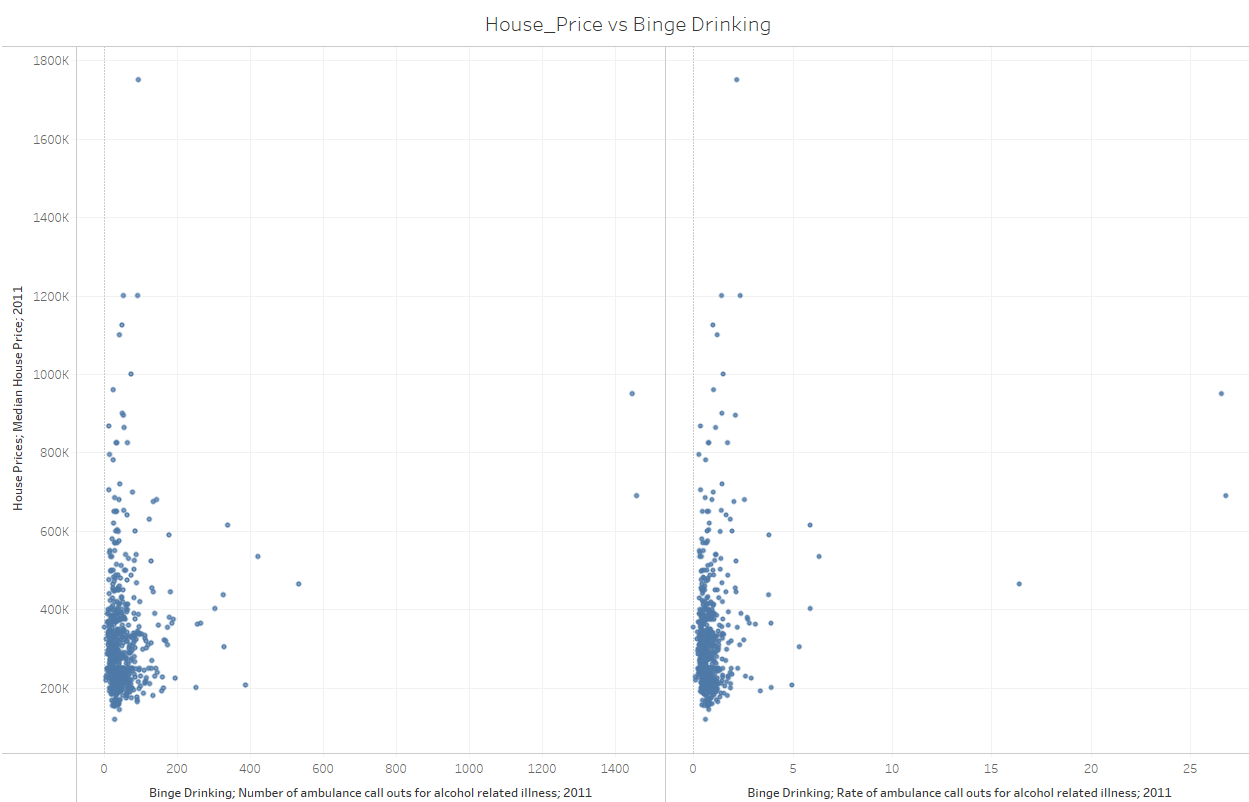 House_Price vs Binge Drinking
House Prices; Median House Price; 2011
1800K
1600K
1400K
1200K
1000K
800K
600K
400K
200K
0 200 400 600 800 1000 1200 1400
0 5 10 15 20 25
Binge Drinking; Number of ambulance call outs for alcohol related illness; 2011
Binge Drinking; Rate of ambulance call outs for alcohol related illness; 2011